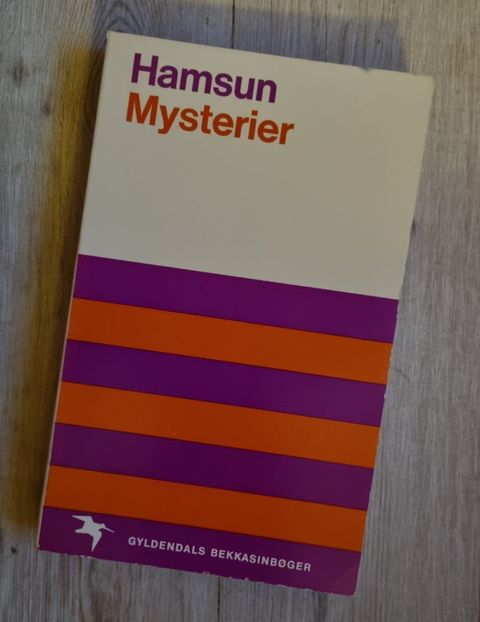 Hamsun
Mysterier
GYLDENDALS BEKKASINBØGER